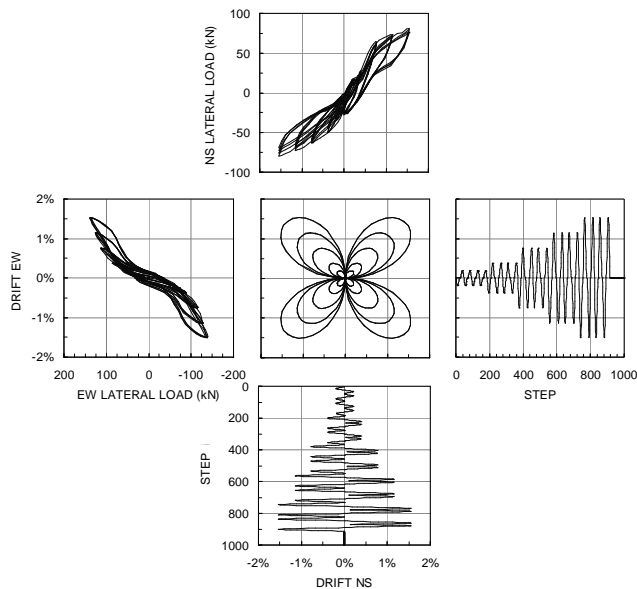 100
50
0
-50
-100
NS LATERAL LOAD (kN)
2%
1%
0%
-1%
-2%
DRIFT EW
200 100 0 -100 -200
EW LATERAL LOAD (kN)
0 200 400 600 800 1000
STEP
0
200
400
600
800
1000
STEP
-2% -1% 0% 1% 2%
DRIFT NS